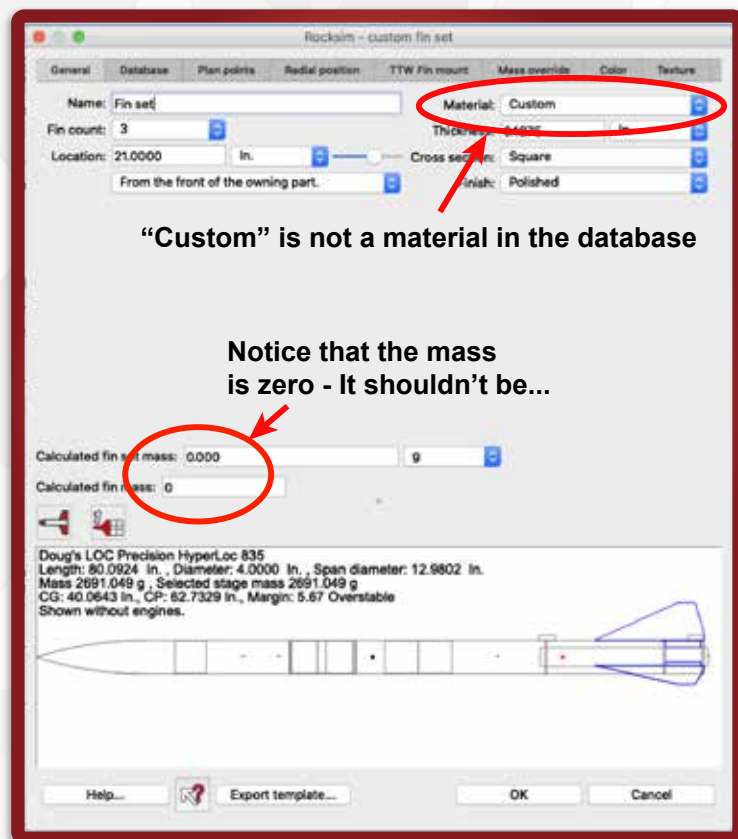 Rocksim - custom fin set
General Database Plan points Radial position TTW Fin mount Mass override Color Texture
Name: Fin set Material: Custom
Fin count: 3 Thickness: In.
Location: 21.0000 In. Cross section: Square
From the front of the owning part. Finish: Polished
“Custom” is not a material in the database
Notice that the mass
is zero - It shouldn’t be...
Calculated fin set mass: 0.000 g
Calculated fin mass: 0
Doug's LOC Precision HyperLoc 835
Length: 80.0924 In. , Diameter: 4.0000 In. , Span diameter: 12.9802 In.
Mass 2691.049 g , Selected stage mass 2691.049 g
CG: 40.0643 In., CP: 62.7329 In., Margin: 5.67 Overstable
Shown without engines.
Help... Export template... OK Cancel